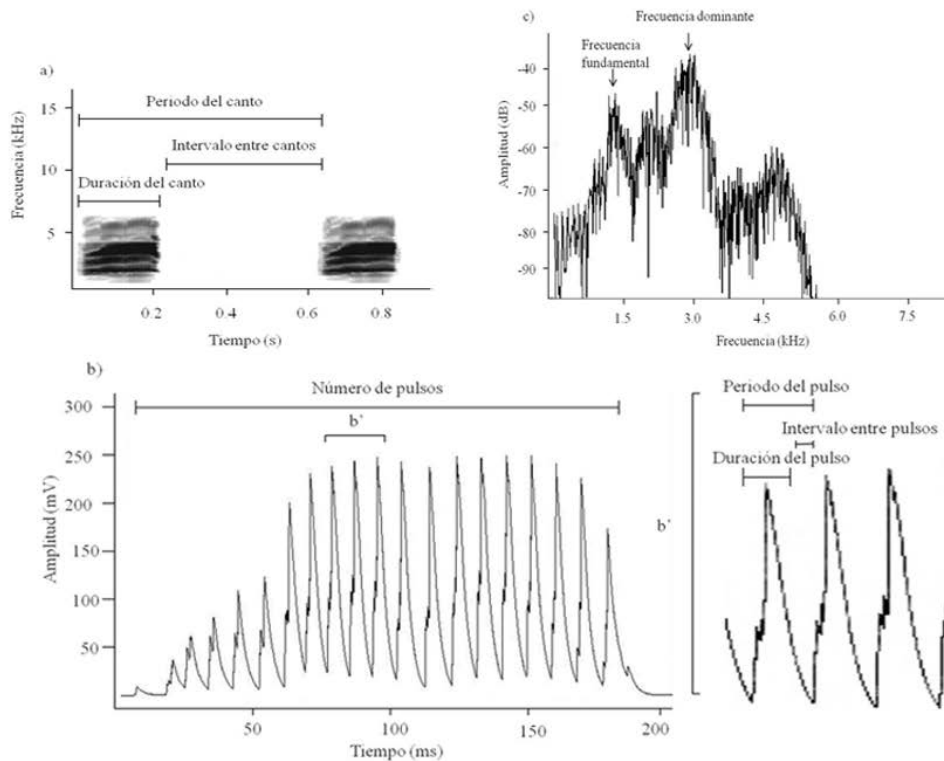 a)
Periodo del canto
Intervalo entre cantos
Duración del canto
Frecuencia (kHz)
15
10
5
0.2
0.4
0.6
0.8
Tiempo (s)
c)
Frecuencia dominante
Frecuencia
fundamental
Amplitud (dB)
-40
-50
-60
-70
-80
-90
1.5
3.0
4.5
6.0
7.5
Frecuencia (kHz)
b)
Número de pulsos
b'
Amplitud (mV)
300
250
200
150
100
50
50
100
150
200
Tiempo (ms)
Periodo del pulso
Intervalo entre pulsos
Duración del pulso
b'